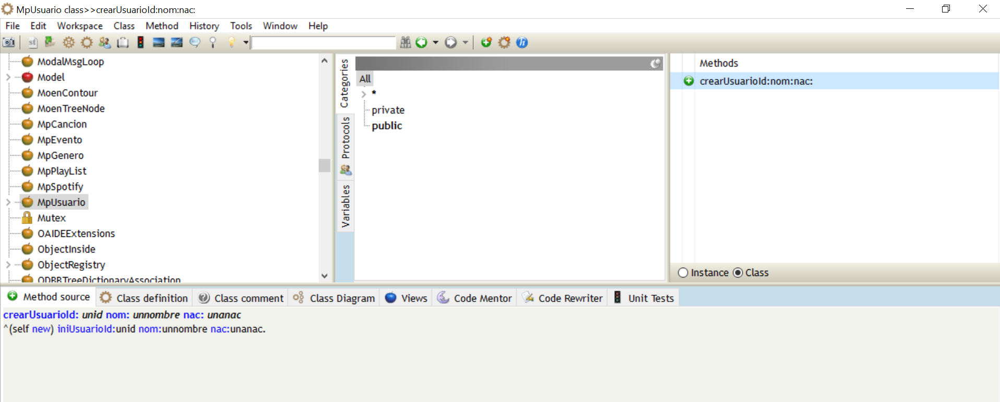 MpUsuario class>>crearUsuarioId:nom:nac:
File Edit Workspace Class Method History Tools Window Help
st
ModalMsgLoop
Model
MoenContour
MoenTreeNode
MpCancion
MpEvento
MpGenero
MpPlayList
MpSpotify
MpUsuario
Mutex
OAIDEExtensions
ObjectInside
ObjectRegistry
ODBBTreeDictionaryAssociation
Categories
Protocols
Variables
All
*
private
public
Methods
crearUsuarioId:nom:nac:
Instance Class
Method source Class definition Class comment Class Diagram Views Code Mentor Code Rewriter Unit Tests
crearUsuarioId: unid nom: unnombre nac: unanac
^(self new) iniUsuarioId:unid nom:unnombre nac:unanac.